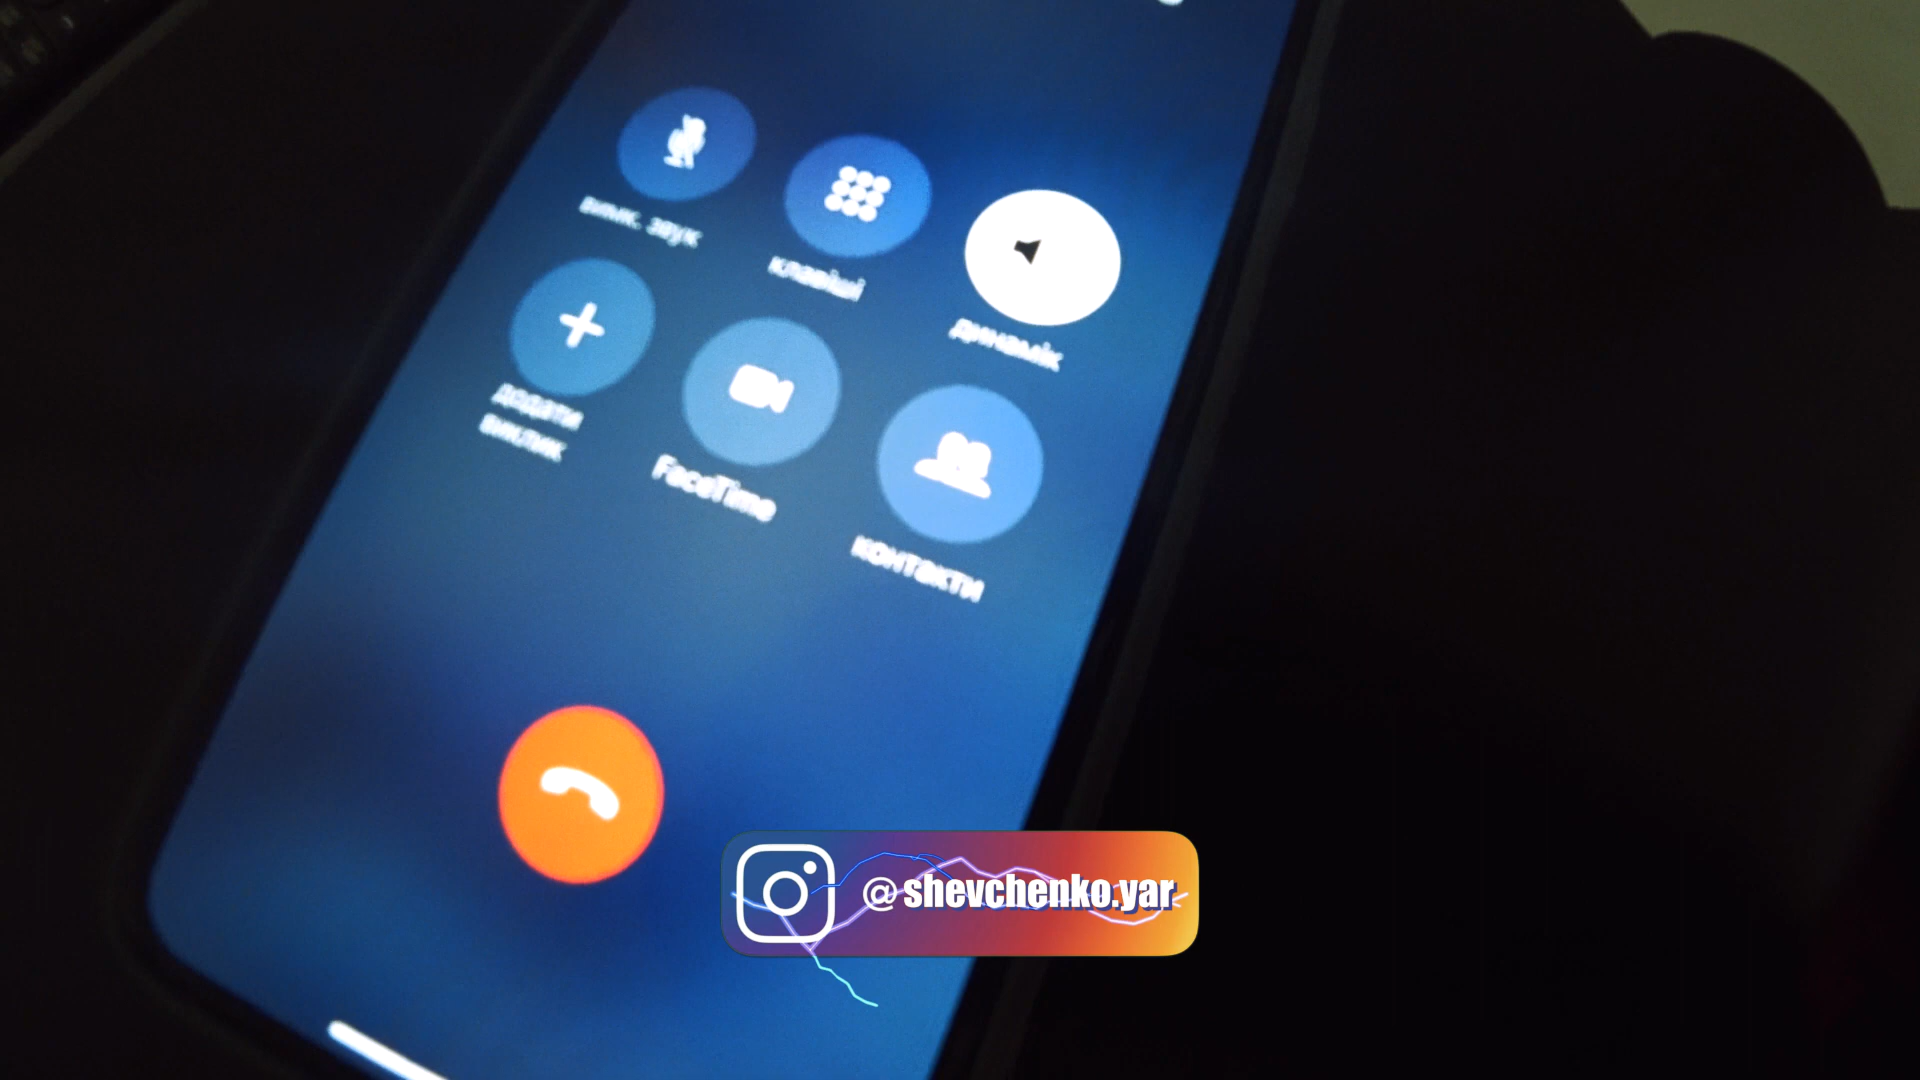 вимк. звук
клавіші
динамік
додати
виклик
FaceTime
контакти
@shevchenko.yar